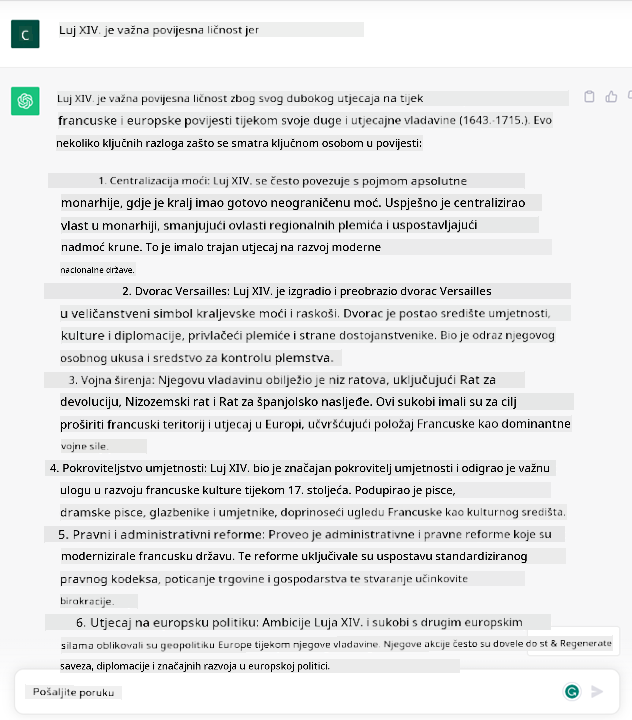 C
Luj XIV. je važna povijesna ličnost jer
Luj XIV. je važna povijesna ličnost zbog svog dubokog utjecaja na tijek
francuske i europske povijesti tijekom svoje duge i utjecajne vladavine (1643.-1715.). Evo
nekoliko ključnih razloga zašto se smatra ključnom osobom u povijesti:
1. Centralizacija moći: Luj XIV. se često povezuje s pojmom apsolutne
monarhije, gdje je kralj imao gotovo neograničenu moć. Uspješno je centralizirao
vlast u monarhiji, smanjujući ovlasti regionalnih plemića i uspostavljajući
nadmoć krune. To je imalo trajan utjecaj na razvoj moderne
nacionalne države.
2. Dvorac Versailles: Luj XIV. je izgradio i preobrazio dvorac Versailles
u veličanstveni simbol kraljevske moći i raskoši. Dvorac je postao središte umjetnosti,
kulture i diplomacije, privlačeći plemiće i strane dostojanstvenike. Bio je odraz njegovog
osobnog ukusa i sredstvo za kontrolu plemstva.
3. Vojna širenja: Njegovu vladavinu obilježio je niz ratova, uključujući Rat za
devoluciju, Nizozemski rat i Rat za španjolsko nasljeđe. Ovi sukobi imali su za cilj
proširiti francuski teritorij i utjecaj u Europi, učvršćujući položaj Francuske kao dominantne
vojne sile.
4. Pokroviteljstvo umjetnosti: Luj XIV. bio je značajan pokrovitelj umjetnosti i odigrao je važnu
ulogu u razvoju francuske kulture tijekom 17. stoljeća. Podupirao je pisce,
dramske pisce, glazbenike i umjetnike, doprinoseći ugledu Francuske kao kulturnog središta.
5. Pravni i administrativni reforme: Proveo je administrativne i pravne reforme koje su
modernizirale francusku državu. Te reforme uključivale su uspostavu standardiziranog
pravnog kodeksa, poticanje trgovine i gospodarstva te stvaranje učinkovite
birokracije.
6. Utjecaj na europsku politiku: Ambicije Luja XIV. i sukobi s drugim europskim
silama oblikovali su geopolitiku Europe tijekom njegove vladavine. Njegove akcije često su dovele do st & Regenerate
saveza, diplomacije i značajnih razvoja u europskoj politici.
Pošaljite poruku